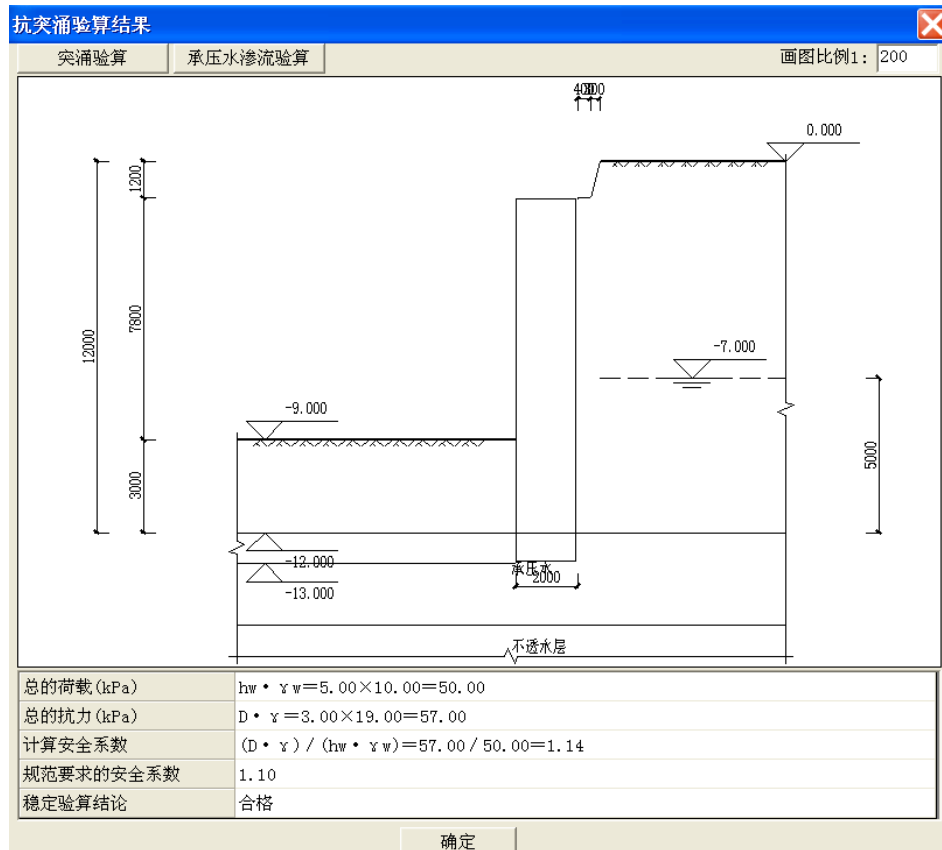 抗突涌验算结果
突涌验算 承压水渗流验算 画图比例1: 200
0.000
1200
7800
12000
-7.000
-9.000
5000
3000
-12.000
承压水
2000
-13.000
不透水层
总的荷载(kPa) hw·γw=5.00×10.00=50.00
总的抗力(kPa) D·γ=3.00×19.00=57.00
计算安全系数 (D·γ)/(hw·γw)=57.00/50.00=1.14
规范要求的安全系数 1.10
稳定验算结论 合格
确定